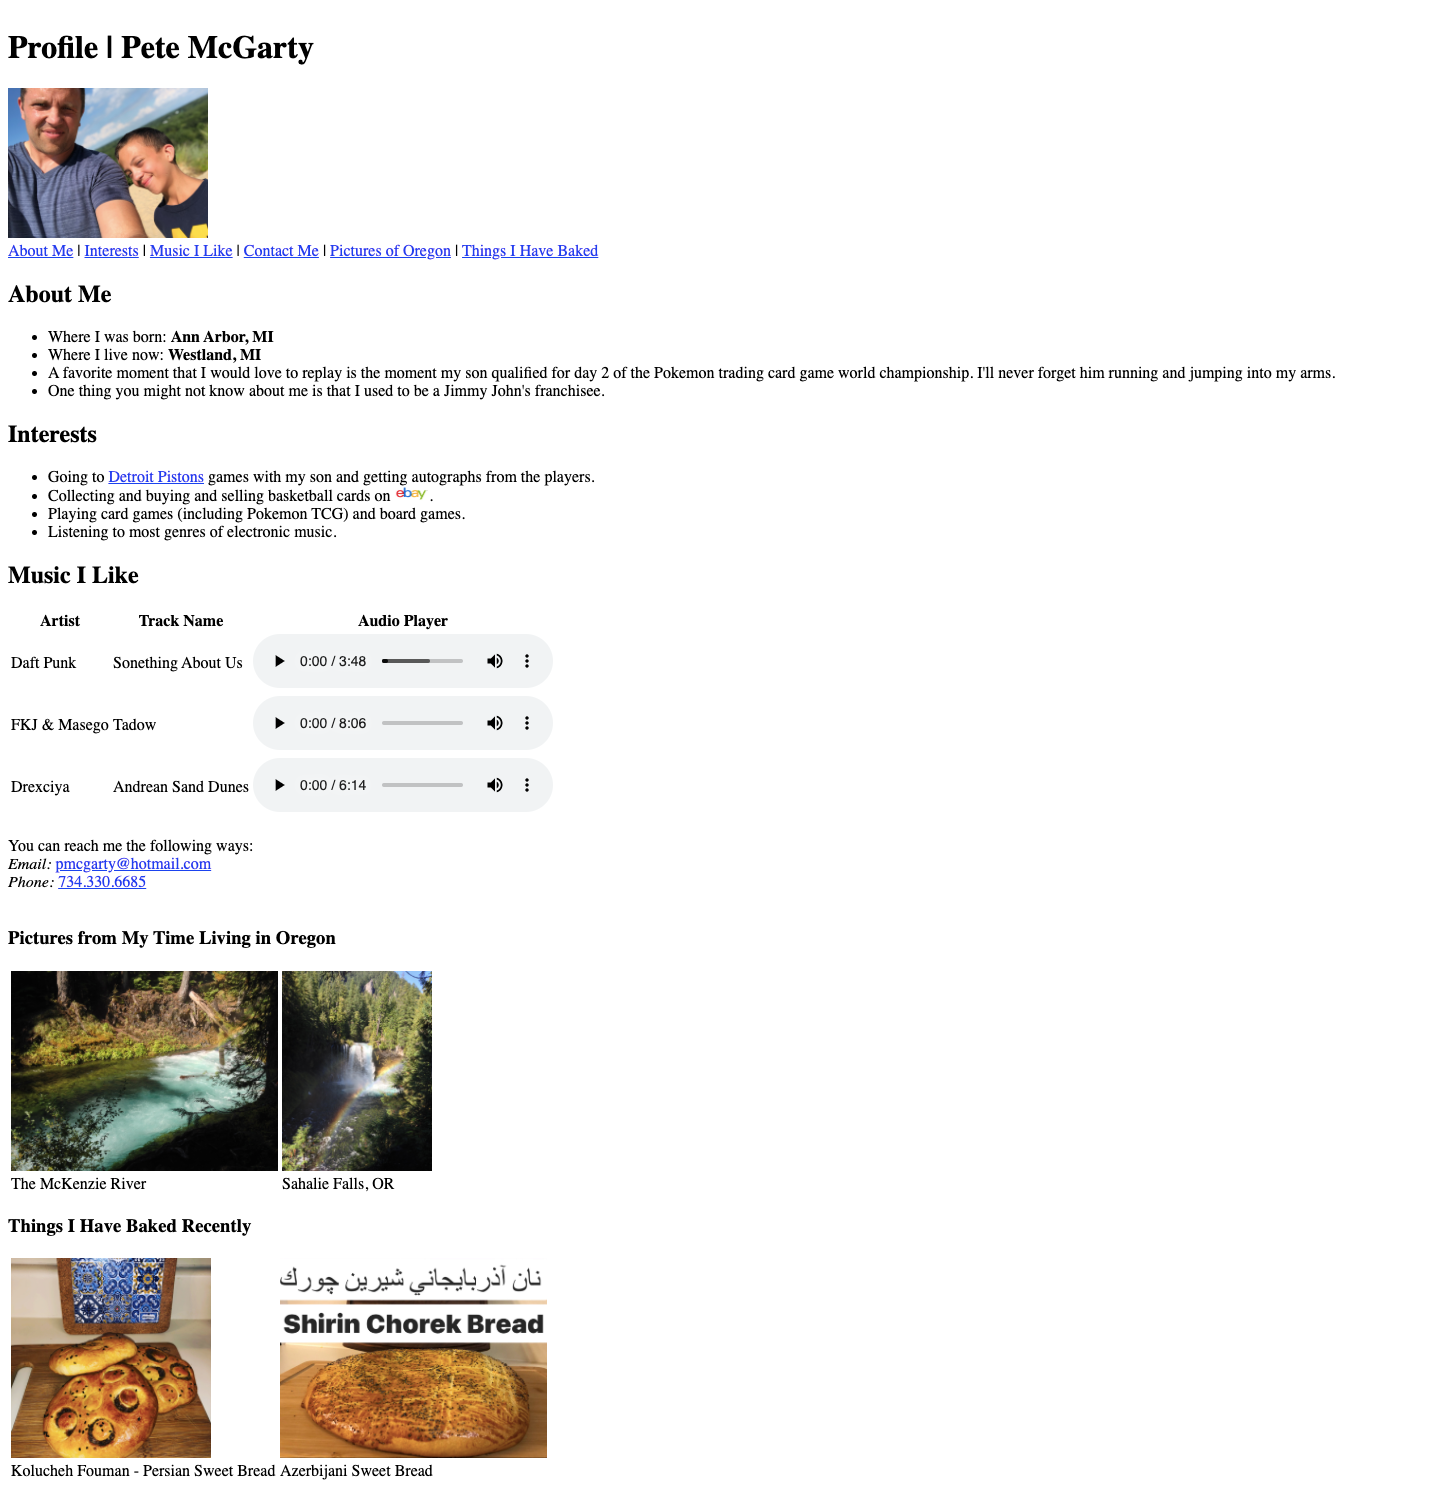 Profile | Pete McGarty
About Me | Interests | Music I Like | Contact Me | Pictures of Oregon | Things I Have Baked
About Me
• Where I was born: Ann Arbor, MI
• Where I live now: Westland, MI
• A favorite moment that I would love to replay is the moment my son qualified for day 2 of the Pokemon trading card game world championship. I'll never forget him running and jumping into my arms.
• One thing you might not know about me is that I used to be a Jimmy John's franchisee.
Interests
• Going to Detroit Pistons games with my son and getting autographs from the players.
• Collecting and buying and selling basketball cards on ebay.
• Playing card games (including Pokemon TCG) and board games.
• Listening to most genres of electronic music.
Music I Like
Artist Track Name Audio Player
Daft Punk Sonething About Us 0:00 / 3:48
FKJ & Masego Tadow 0:00 / 8:06
Drexciya Andrean Sand Dunes 0:00 / 6:14
You can reach me the following ways:
Email: pmcgarty@hotmail.com
Phone: 734.330.6685
Pictures from My Time Living in Oregon
The McKenzie River Sahalie Falls, OR
Things I Have Baked Recently
نان آذربايجاني شيرين چورك
Shirin Chorek Bread
Kolucheh Fouman - Persian Sweet Bread Azerbijani Sweet Bread